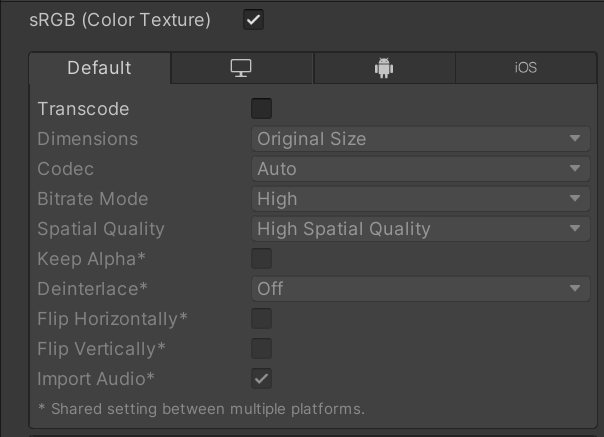 sRGB (Color Texture)
Default
iOS
Transcode
Dimensions Original Size
Codec Auto
Bitrate Mode High
Spatial Quality High Spatial Quality
Keep Alpha*
Deinterlace* Off
Flip Horizontally*
Flip Vertically*
Import Audio*
* Shared setting between multiple platforms.